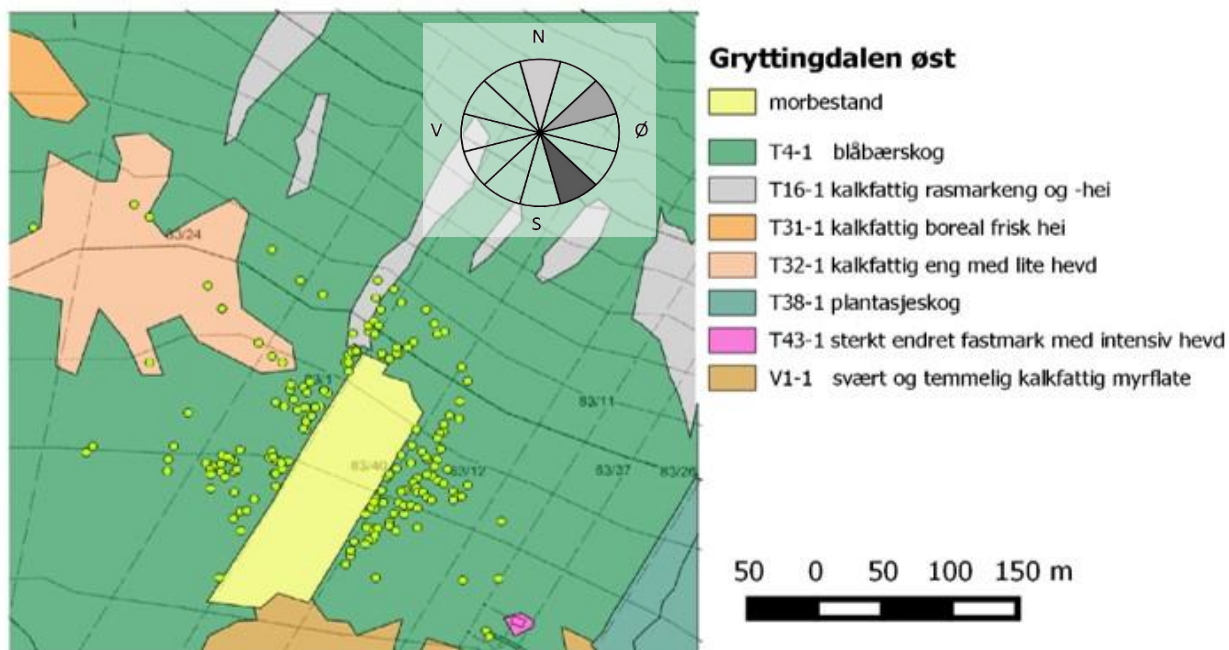 N
V
Ø
S
83/24
83/1
83/11
83/40
83/12
83/37
83/26
Gryttingdalen øst
morbestand
T4-1 blåbærskog
T16-1 kalkfattig rasmarkeng og -hei
T31-1 kalkfattig boreal frisk hei
T32-1 kalkfattig eng med lite hevd
T38-1 plantasjeskog
T43-1 sterkt endret fastmark med intensiv hevd
V1-1 svært og temmelig kalkfattig myrflate
50 0 50 100 150 m